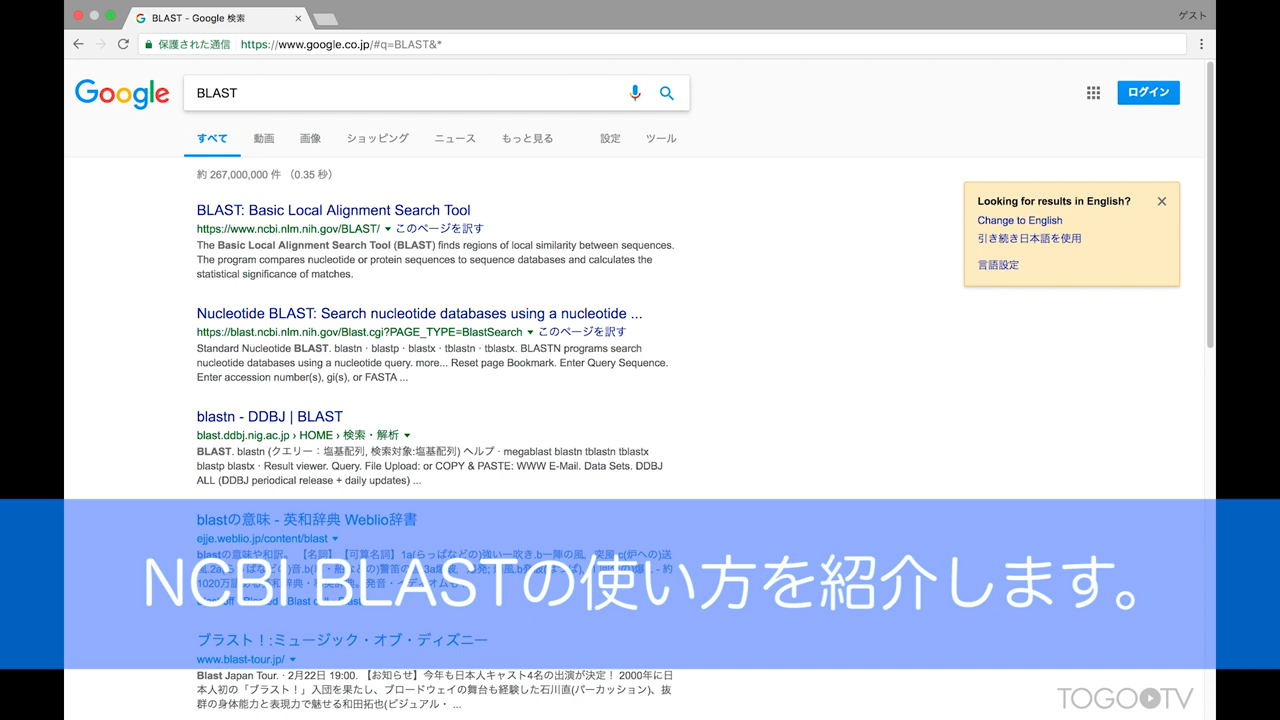 BLAST - Google 検索
ゲスト
保護された通信 https://www.google.co.jp/#q=BLAST&*
Google
BLAST
ログイン
すべて 動画 画像 ショッピング ニュース もっと見る 設定 ツール
約 267,000,000 件 (0.35 秒)
BLAST: Basic Local Alignment Search Tool
https://www.ncbi.nlm.nih.gov/BLAST/ このページを訳す
The Basic Local Alignment Search Tool (BLAST) finds regions of local similarity between sequences.
The program compares nucleotide or protein sequences to sequence databases and calculates the
statistical significance of matches.
Looking for results in English?
Change to English
引き続き日本語を使用
言語設定
Nucleotide BLAST: Search nucleotide databases using a nucleotide ...
https://blast.ncbi.nlm.nih.gov/Blast.cgi?PAGE_TYPE=BlastSearch このページを訳す
Standard Nucleotide BLAST. blastn · blastp · blastx · tblastn · tblastx. BLASTN programs search
nucleotide databases using a nucleotide query. more... Reset page Bookmark. Enter Query Sequence.
Enter accession number(s), gi(s), or FASTA ...
blastn - DDBJ | BLAST
blast.ddbj.nig.ac.jp › HOME › 検索・解析
BLAST. blastn (クエリー：塩基配列, 検索対象:塩基配列) ヘルプ · megablast blastn tblastn tblastx
blastp blastx · Result viewer. Query. File Upload: or COPY & PASTE: WWW E-Mail. Data Sets. DDBJ
ALL (DDBJ periodical release + daily updates) ...
blastの意味 - 英和辞典 Weblio辞書
ejje.weblio.jp/content/blast
NCBI BLASTの使い方を紹介します。
ブラスト！:ミュージック・オブ・ディズニー
www.blast-tour.jp/
Blast Japan Tour. · 2月22日 19:00. 【お知らせ】今年も日本人キャスト4名の出演が決定！ 2000年に日
本人初の「ブラスト！」入団を果たし、ブロードウェイの舞台も経験した石川直(パーカッション)、抜
群の身体能力と表現力で魅せる和田拓也(ビジュアル・ ...
TOGOTV